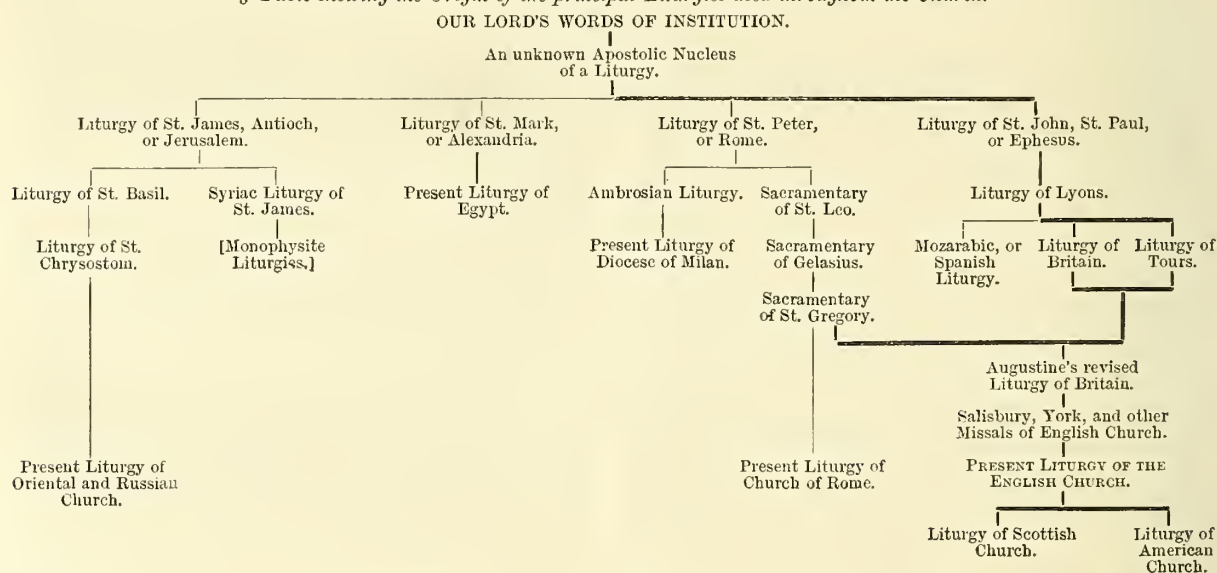 OUR LORD'S WORDS OF INSTITUTION.
An unknown Apostolic Nucleus
of a Liturgy.
Liturgy of St. James, Antioch,
or Jerusalem.
Liturgy of St. Mark,
or Alexandria.
Liturgy of St. Peter,
or Rome.
Liturgy of St. John, St. Paul,
or Ephesus.
Liturgy of St. Basil.
Syriac Liturgy of
St. James.
Present Liturgy of
Egypt.
Ambrosian Liturgy.
Sacramentary
of St. Leo.
Liturgy of Lyons.
Liturgy of St.
Chrysostom.
[Monophysite
Liturgies.]
Present Liturgy of
Diocese of Milan.
Sacramentary
of Gelasius.
Mozarabic, or
Spanish
Liturgy.
Liturgy of
Britain.
Liturgy of
Tours.
Sacramentary
of St. Gregory.
Augustine's revised
Liturgy of Britain.
Salisbury, York, and other
Missals of English Church.
Present Liturgy of
Oriental and Russian
Church.
Present Liturgy of
Church of Rome.
PRESENT LITURGY OF THE
ENGLISH CHURCH.
Liturgy of Scottish
Church.
Liturgy of
American
Church.